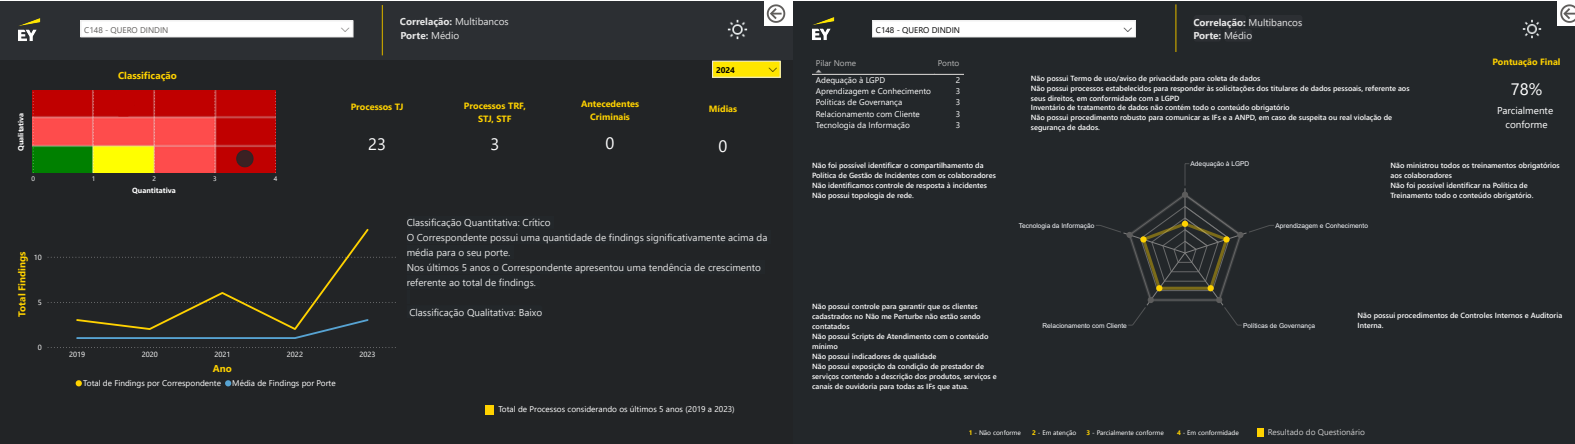 EY
C148 - QUERO DINDIN
Correlação: Multibancos
Porte: Médio
2024
Classificação
Qualitativa
0 1 2 3 4
Quantitativa
Processos TJ
23
Processos TRF,
STJ, STF
3
Antecedentes
Criminais
0
Mídias
0
Total Findings
10
5
0
2019 2020 2021 2022 2023
Ano
Total de Findings por Correspondente Média de Findings por Porte
Classificação Quantitativa: Crítico
O Correspondente possui uma quantidade de findings significativamente acima da
média para o seu porte.
Nos últimos 5 anos o Correspondente apresentou uma tendência de crescimento
referente ao total de findings.
Classificação Qualitativa: Baixo
Total de Processos considerando os últimos 5 anos (2019 a 2023)
EY
C148 - QUERO DINDIN
Correlação: Multibancos
Porte: Médio
Pilar Nome Ponto
Adequação à LGPD 2
Aprendizagem e Conhecimento 3
Políticas de Governança 3
Relacionamento com Cliente 3
Tecnologia da Informação 3
Não possui Termo de uso/aviso de privacidade para coleta de dados
Não possui processos estabelecidos para responder às solicitações dos titulares de dados pessoais, referente aos
seus direitos, em conformidade com a LGPD
Inventário de tratamento de dados não contém todo o conteúdo obrigatório
Não possui procedimento robusto para comunicar as IFs e a ANPD, em caso de suspeita ou real violação de
segurança de dados.
Pontuação Final
78%
Parcialmente
conforme
Não foi possível identificar o compartilhamento da
Política de Gestão de Incidentes com os colaboradores
Não identificamos controle de resposta à incidentes
Não possui topologia de rede.
Adequação à LGPD
Não ministrou todos os treinamentos obrigatórios
aos colaboradores
Não foi possível identificar na Política de
Treinamento todo o conteúdo obrigatório.
Tecnologia da Informação
Aprendizagem e Conhecimento
Não possui controle para garantir que os clientes
cadastrados no Não me Perturbe não estão sendo
contatados
Não possui Scripts de Atendimento com o conteúdo
mínimo
Não possui indicadores de qualidade
Não possui exposição da condição de prestador de
serviços contendo a descrição dos produtos, serviços e
canais de ouvidoria para todas as IFs que atua.
Relacionamento com Cliente
Políticas de Governança
Não possui procedimentos de Controles Internos e Auditoria
Interna.
1 - Não conforme 2 - Em atenção 3 - Parcialmente conforme 4 - Em conformidade Resultado do Questionário